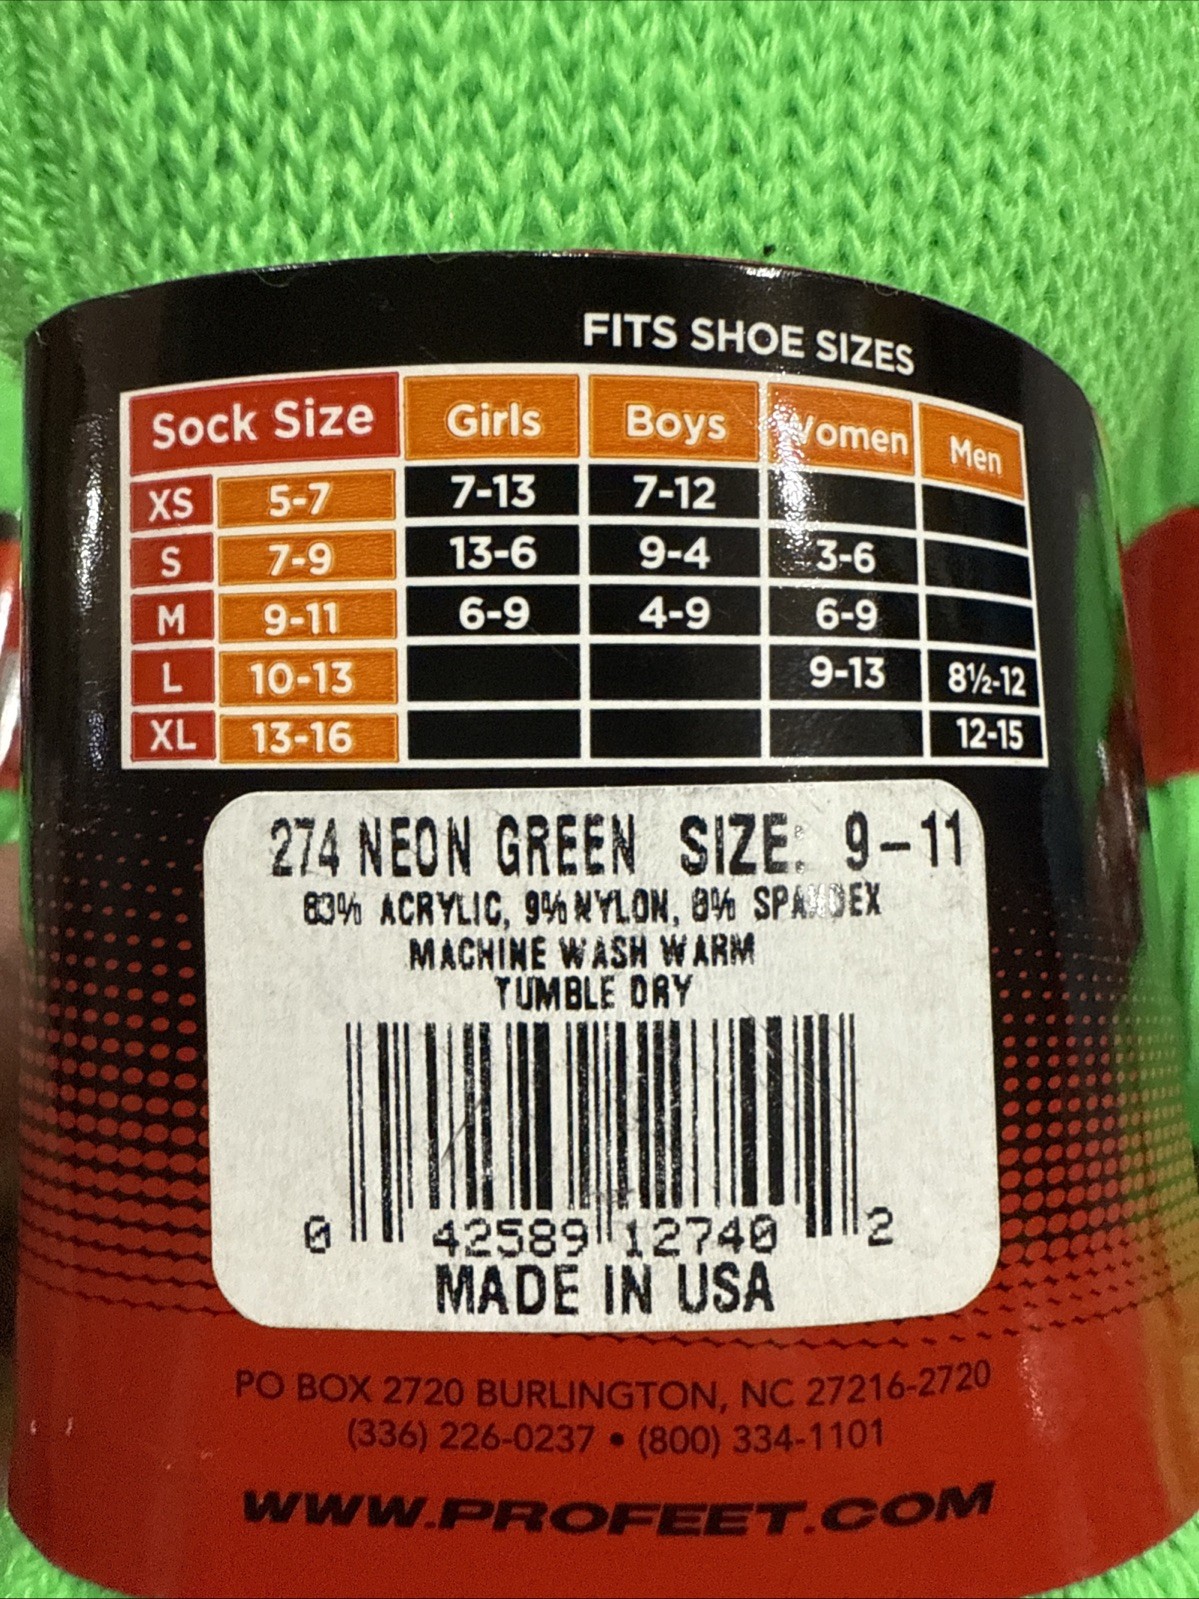 FITS SHOE SIZES
Sock Size Girls Boys Women Men
XS 5-7 7-13 7-12
S 7-9 13-6 9-4 3-6
M 9-11 6-9 4-9 6-9
L 10-13 9-13 8½-12
XL 13-16 12-15
274 NEON GREEN SIZE: 9-11
83% ACRYLIC, 9% NYLON, 8% SPANDEX
MACHINE WASH WARM
TUMBLE DRY
0 42589 12740 2
MADE IN USA
PO BOX 2720 BURLINGTON, NC 27216-2720
(336) 226-0237 • (800) 334-1101
WWW.PROFEET.COM